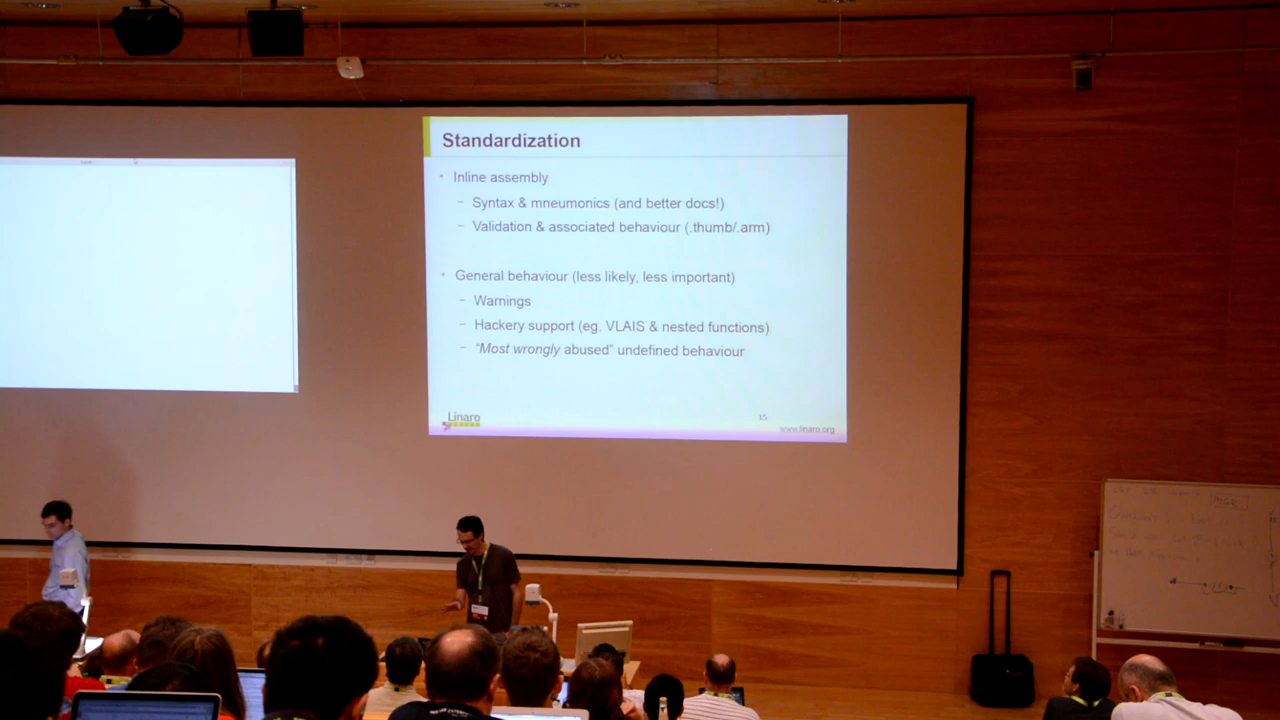 Standardization
• Inline assembly
– Syntax & mneumonics (and better docs!)
– Validation & associated behaviour (.thumb/.arm)
• General behaviour (less likely, less important)
– Warnings
– Hackery support (eg. VLAIS & nested functions)
– "Most wrongly abused" undefined behaviour
Linaro
15
www.linaro.org